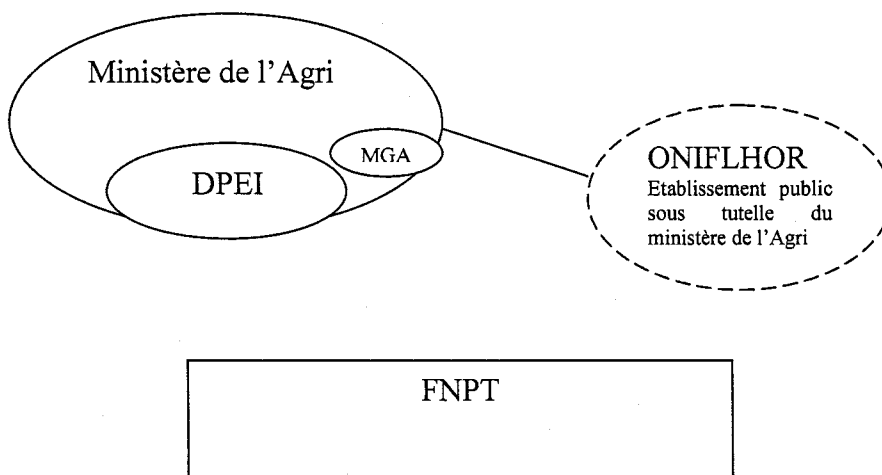 Ministère de l'Agri
MGA
DPEI
ONIFLHOR
Etablissement public
sous tutelle du
ministère de l'Agri
FNPT